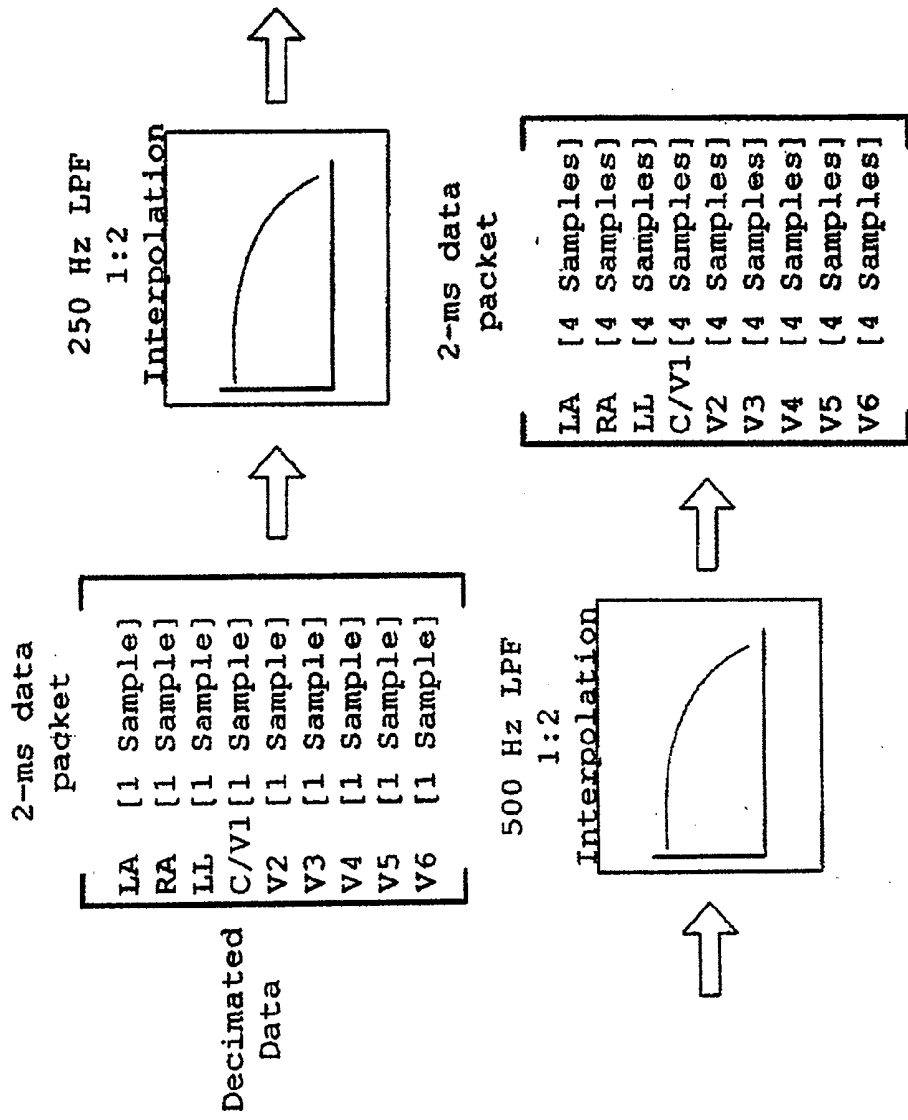 2-ms data
packet
Decimated
Data
LA [1 Sample]
RA [1 Sample]
LL [1 Sample]
C/V1[1 Sample]
V2 [1 Sample]
V3 [1 Sample]
V4 [1 Sample]
V5 [1 Sample]
V6 [1 Sample]
250 Hz LPF
1:2
Interpolation
500 Hz LPF
1:2
Interpolation
2-ms data
packet
LA [4 Samples]
RA [4 Samples]
LL [4 Samples]
C/V1[4 Samples]
V2 [4 Samples]
V3 [4 Samples]
V4 [4 Samples]
V5 [4 Samples]
V6 [4 Samples]